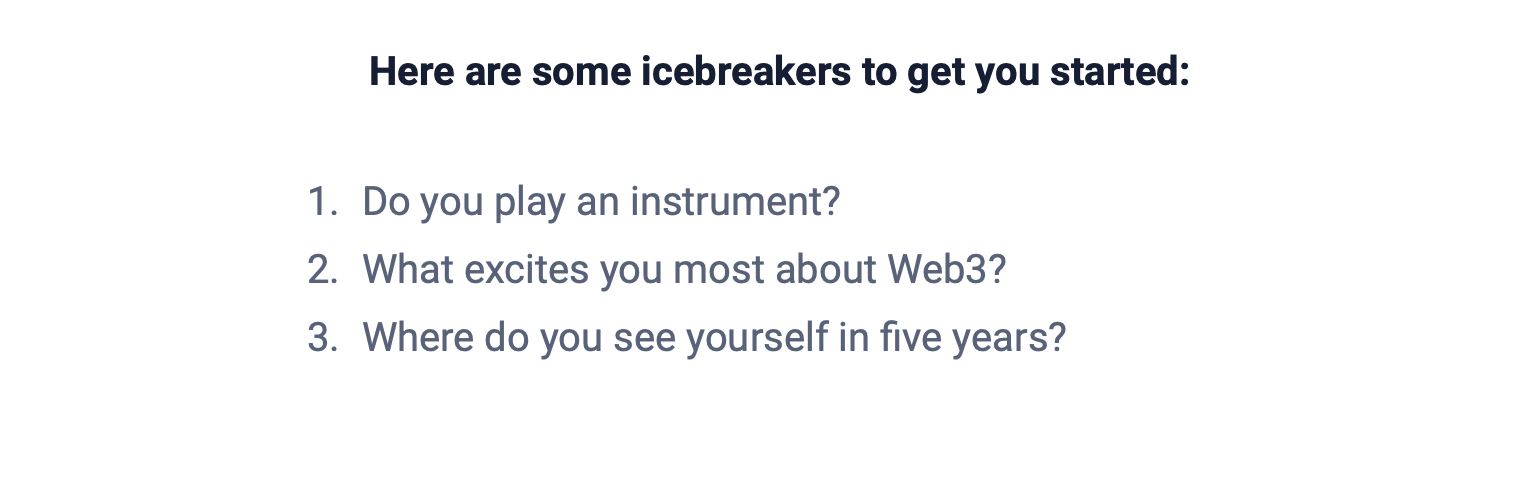 Here are some icebreakers to get you started:
1. Do you play an instrument?
2. What excites you most about Web3?
3. Where do you see yourself in five years?